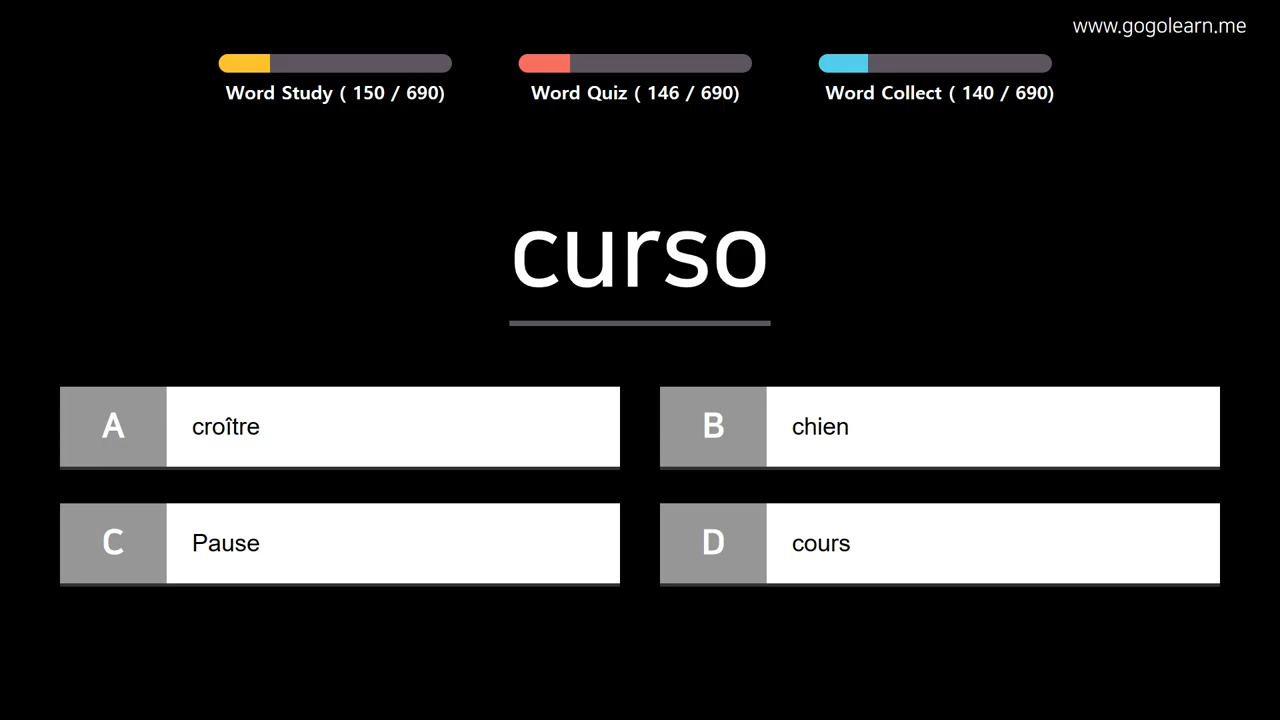 www.gogolearn.me
Word Study ( 150 / 690)
Word Quiz ( 146 / 690)
Word Collect ( 140 / 690)
curso
A croître
B chien
C Pause
D cours